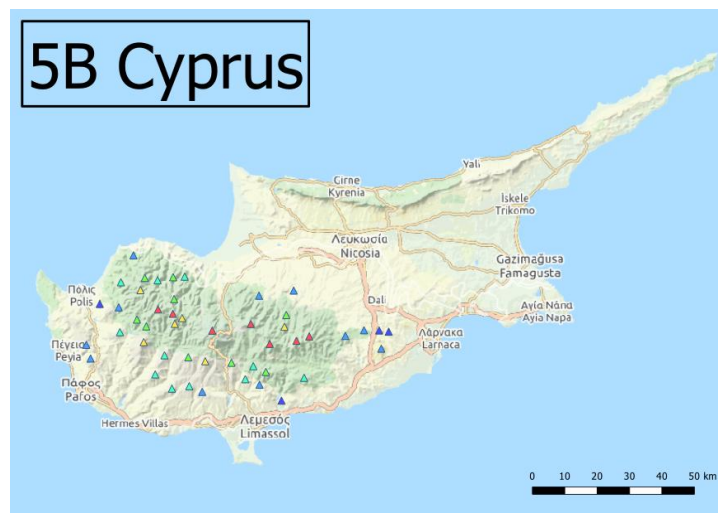 5B Cyprus
Yalı
Girne
Kyrenia
İskele
Trikomo
Λευκωσία
Nicosia
Gazimağusa
Famagusta
Πόλις
Polis
Dali
Αγία Νάπα
Ayia Napa
Λάρνακα
Larnaca
Πέγεια
Peyia
Πάφος
Pafos
Hermes Villas
Λεμεσός
Limassol
0 10 20 30 40 50 km